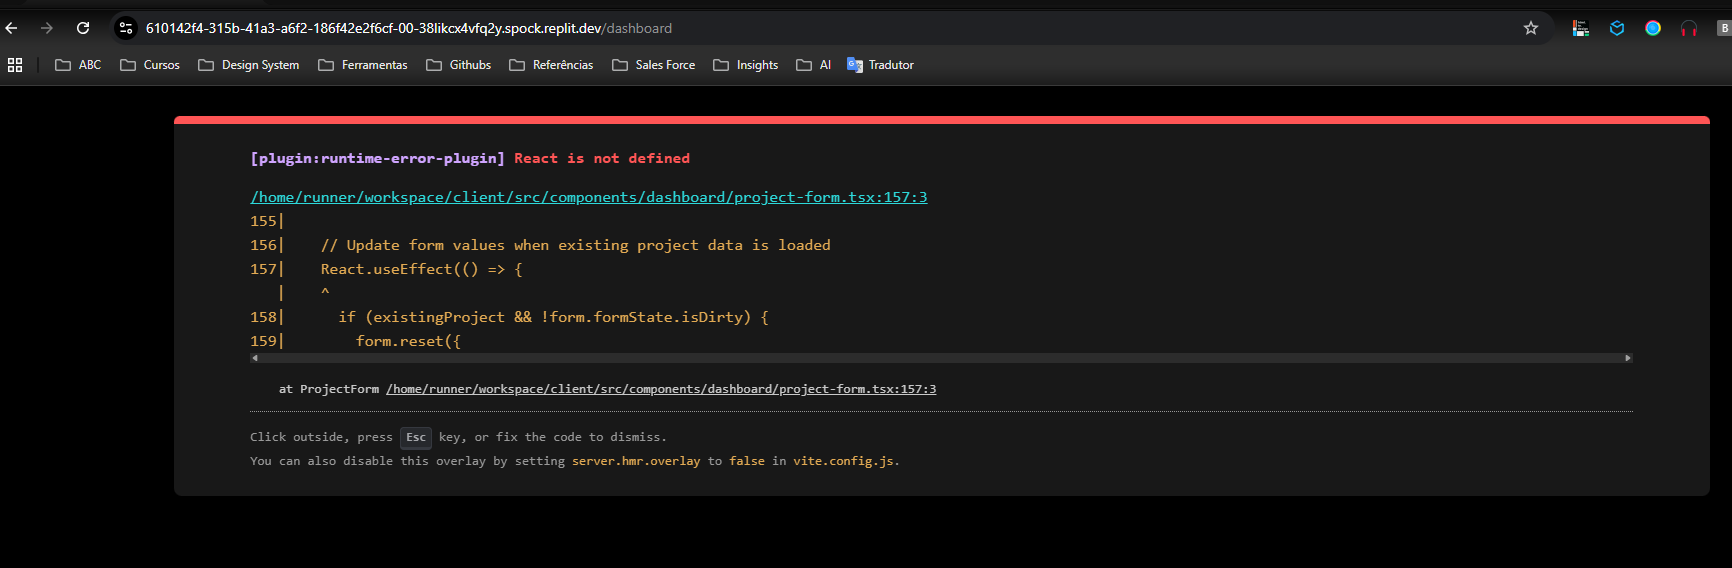 610142f4-315b-41a3-a6f2-186f42e2f6cf-00-38likcx4vfq2y.spock.replit.dev/dashboard
ABC Cursos Design System Ferramentas Githubs Referências Sales Force Insights AI Tradutor
[plugin:runtime-error-plugin] React is not defined
/home/runner/workspace/client/src/components/dashboard/project-form.tsx:157:3
155|
156|    // Update form values when existing project data is loaded
157|    React.useEffect(() => {
   |    ^
158|      if (existingProject && !form.formState.isDirty) {
159|        form.reset({
at ProjectForm /home/runner/workspace/client/src/components/dashboard/project-form.tsx:157:3
Click outside, press Esc key, or fix the code to dismiss.
You can also disable this overlay by setting server.hmr.overlay to false in vite.config.js.